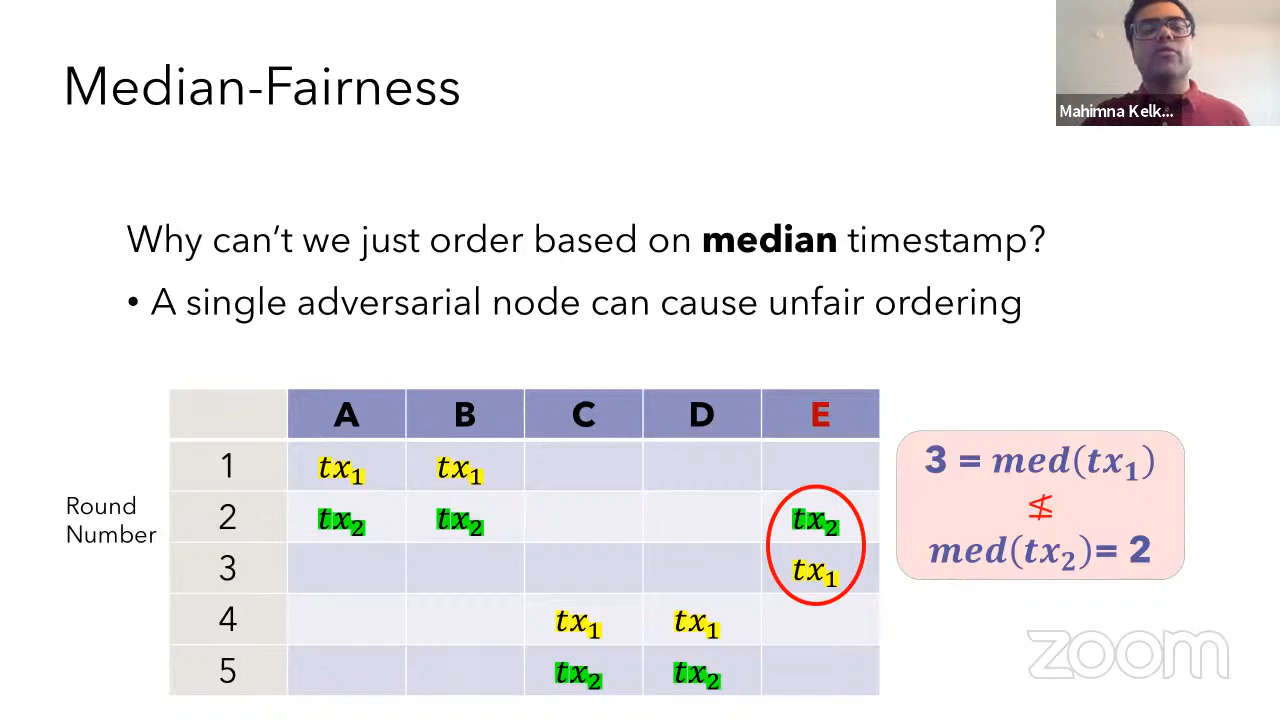 Median-Fairness
Mahimna Kelk...
Why can't we just order based on median timestamp?
• A single adversarial node can cause unfair ordering
A B C D E
1 tx₁ tx₁
Round Number
2 tx₂ tx₂ tx₂
3 tx₁
4 tx₁ tx₁
5 tx₂ tx₂
3 = med(tx₁)
≰
med(tx₂)= 2
zoom